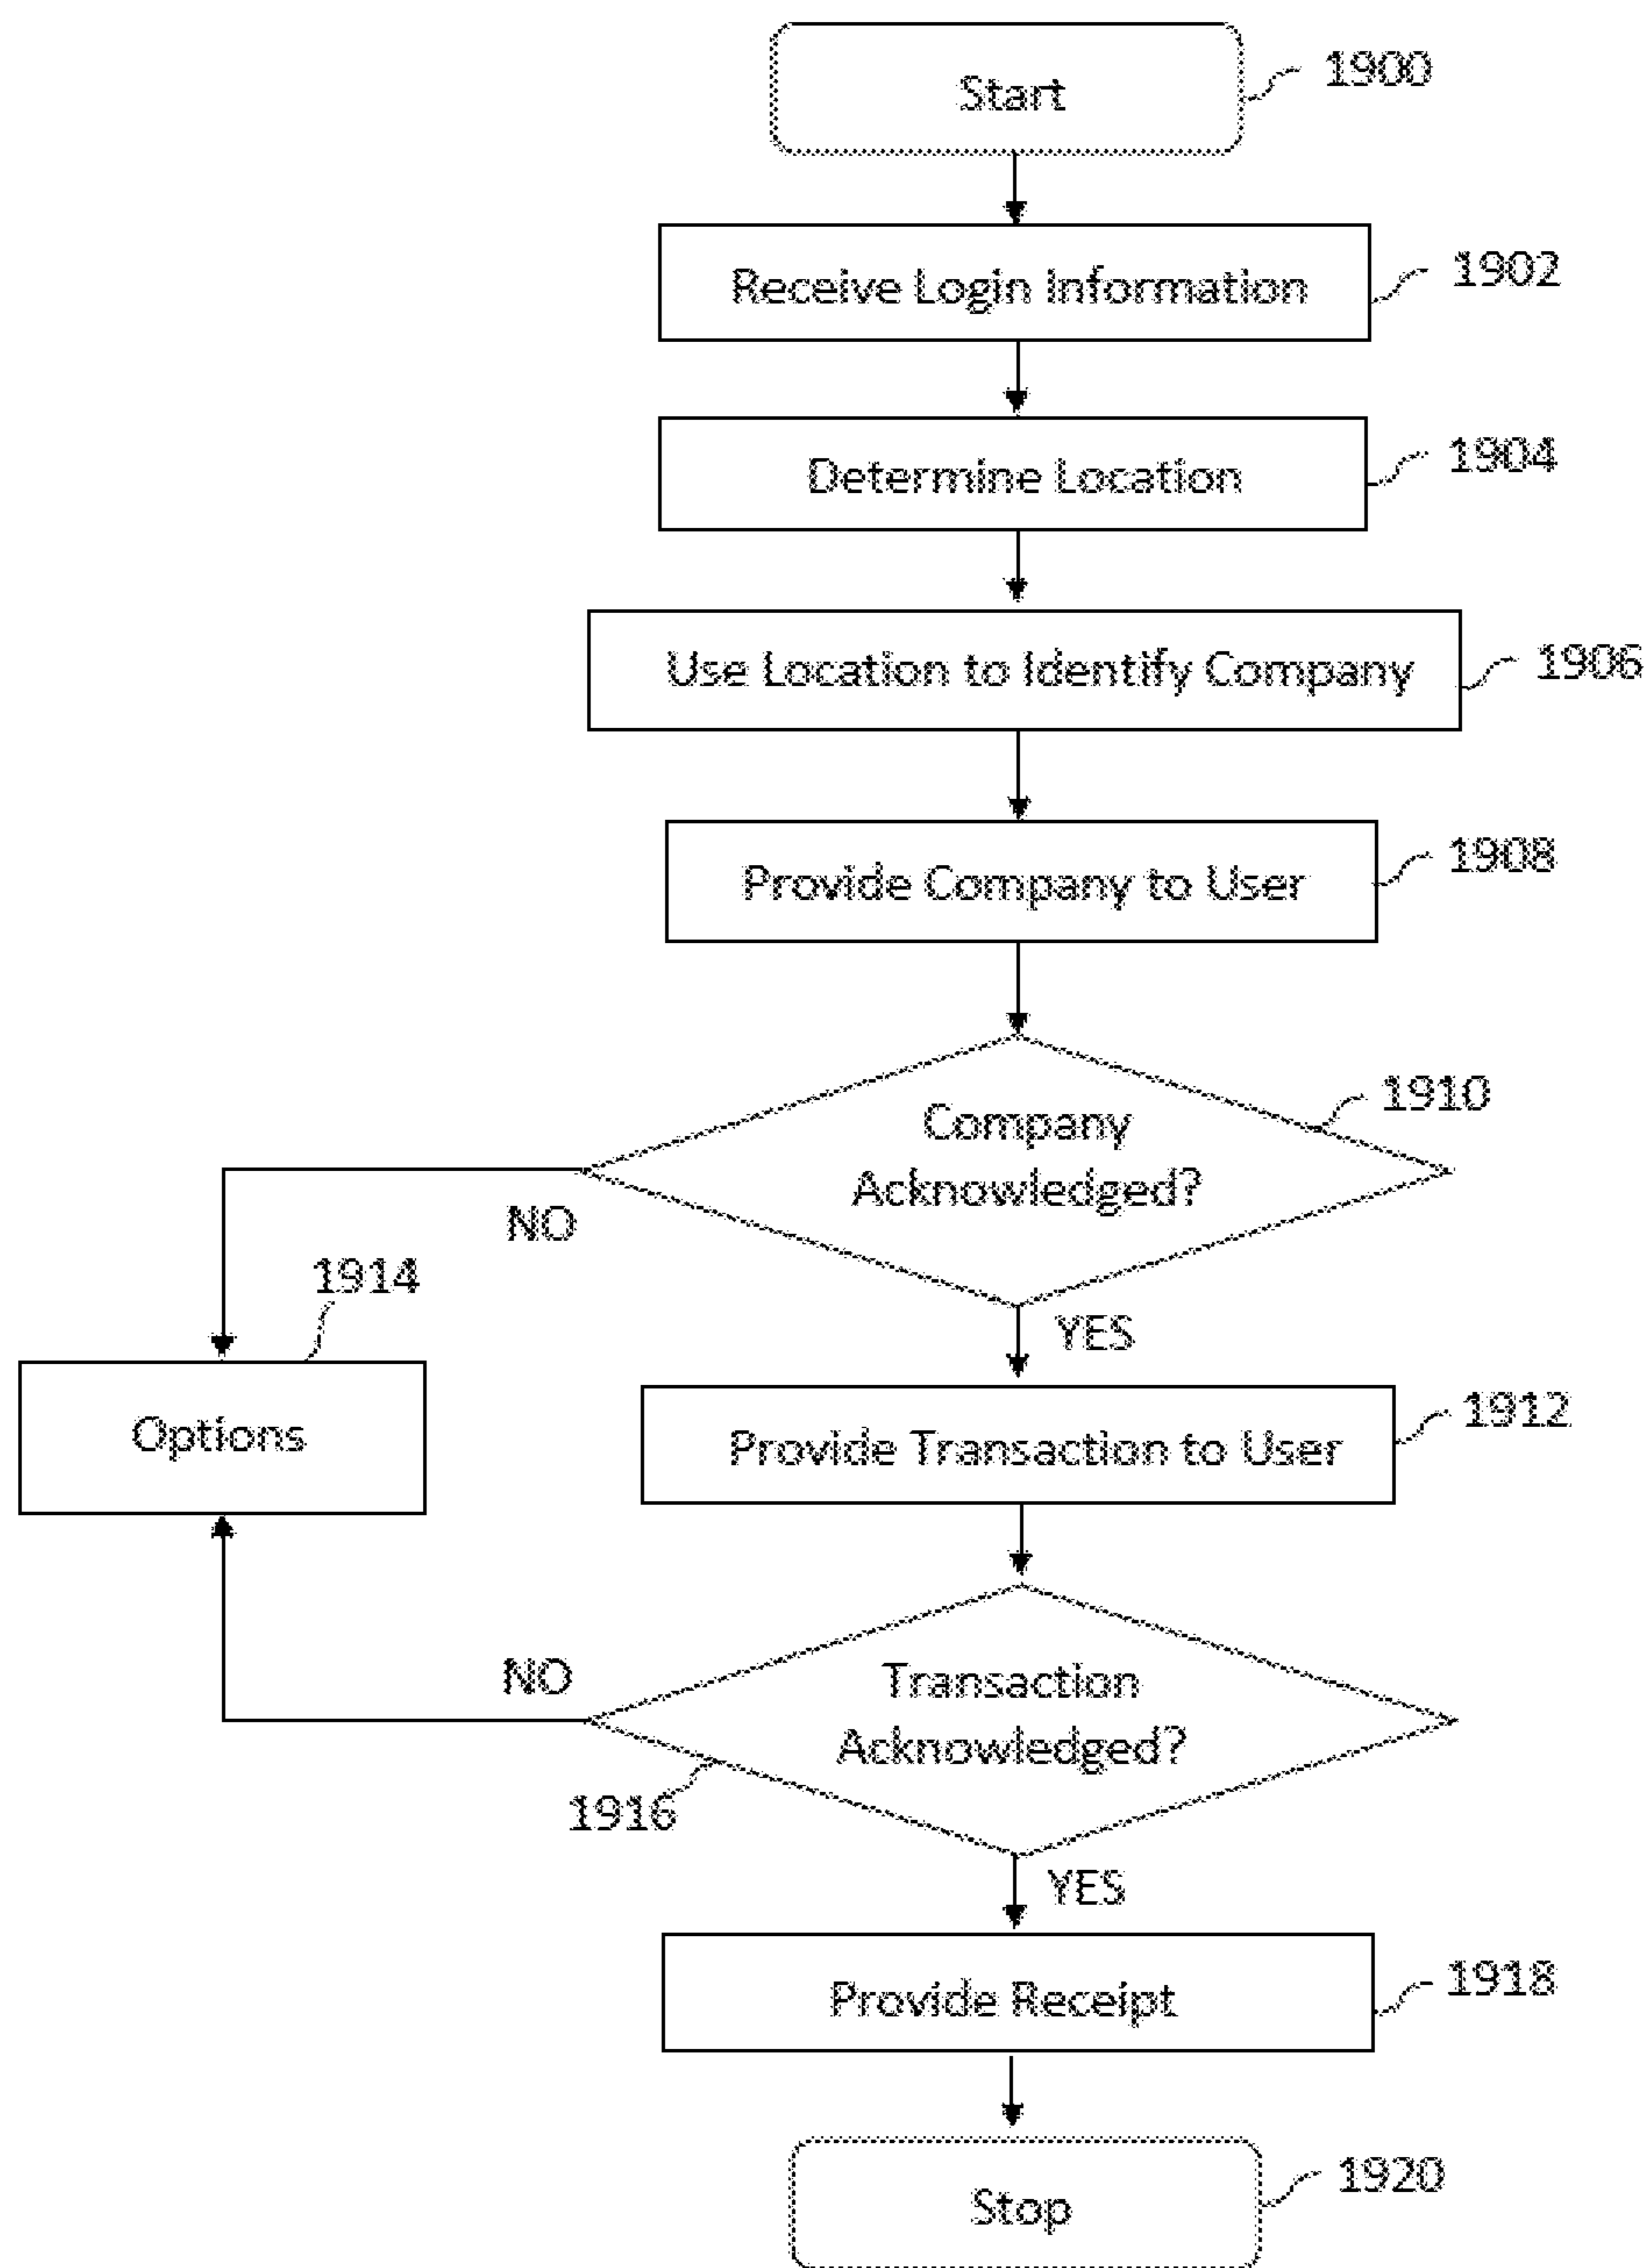 Start
1900
Receive Login Information
1902
Determine Location
1904
Use Location to Identify Company
1906
Provide Company to User
1908
Company
Acknowledged?
1910
NO
YES
1914
Options
Provide Transaction to User
1912
Transaction
Acknowledged?
NO
1916
YES
Provide Receipt
1918
Stop
1920